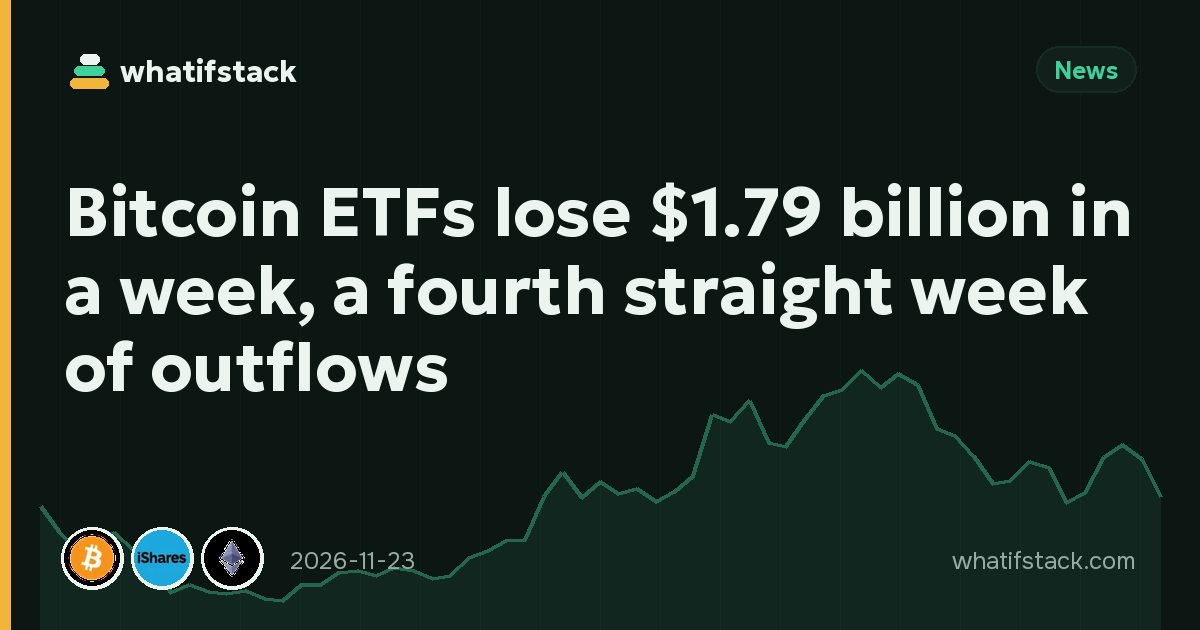 whatifstack
News
Bitcoin ETFs lose $1.79 billion in
a week, a fourth straight week
of outflows
iShares
2026-11-23
whatifstack.com